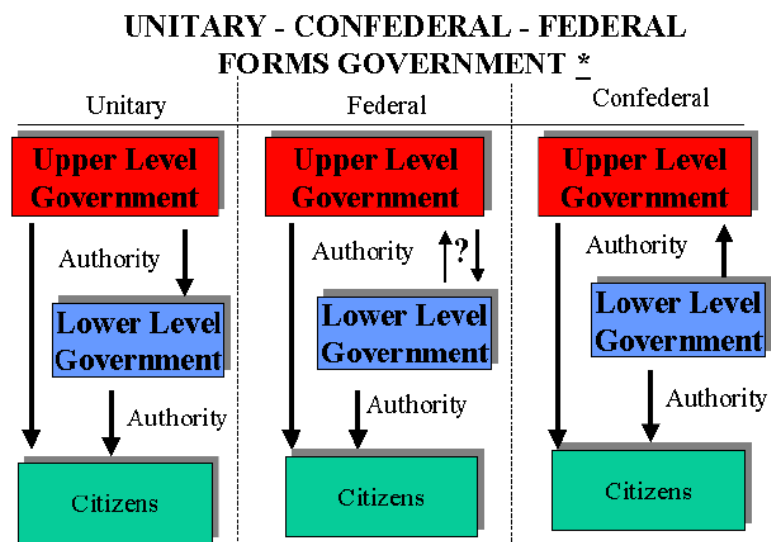 UNITARY - CONFEDERAL - FEDERAL
FORMS GOVERNMENT *
Unitary
Upper Level
Government
Authority
Lower Level
Government
Authority
Citizens
Federal
Upper Level
Government
Authority
?
Lower Level
Government
Authority
Citizens
Confederal
Upper Level
Government
Authority
Lower Level
Government
Authority
Citizens